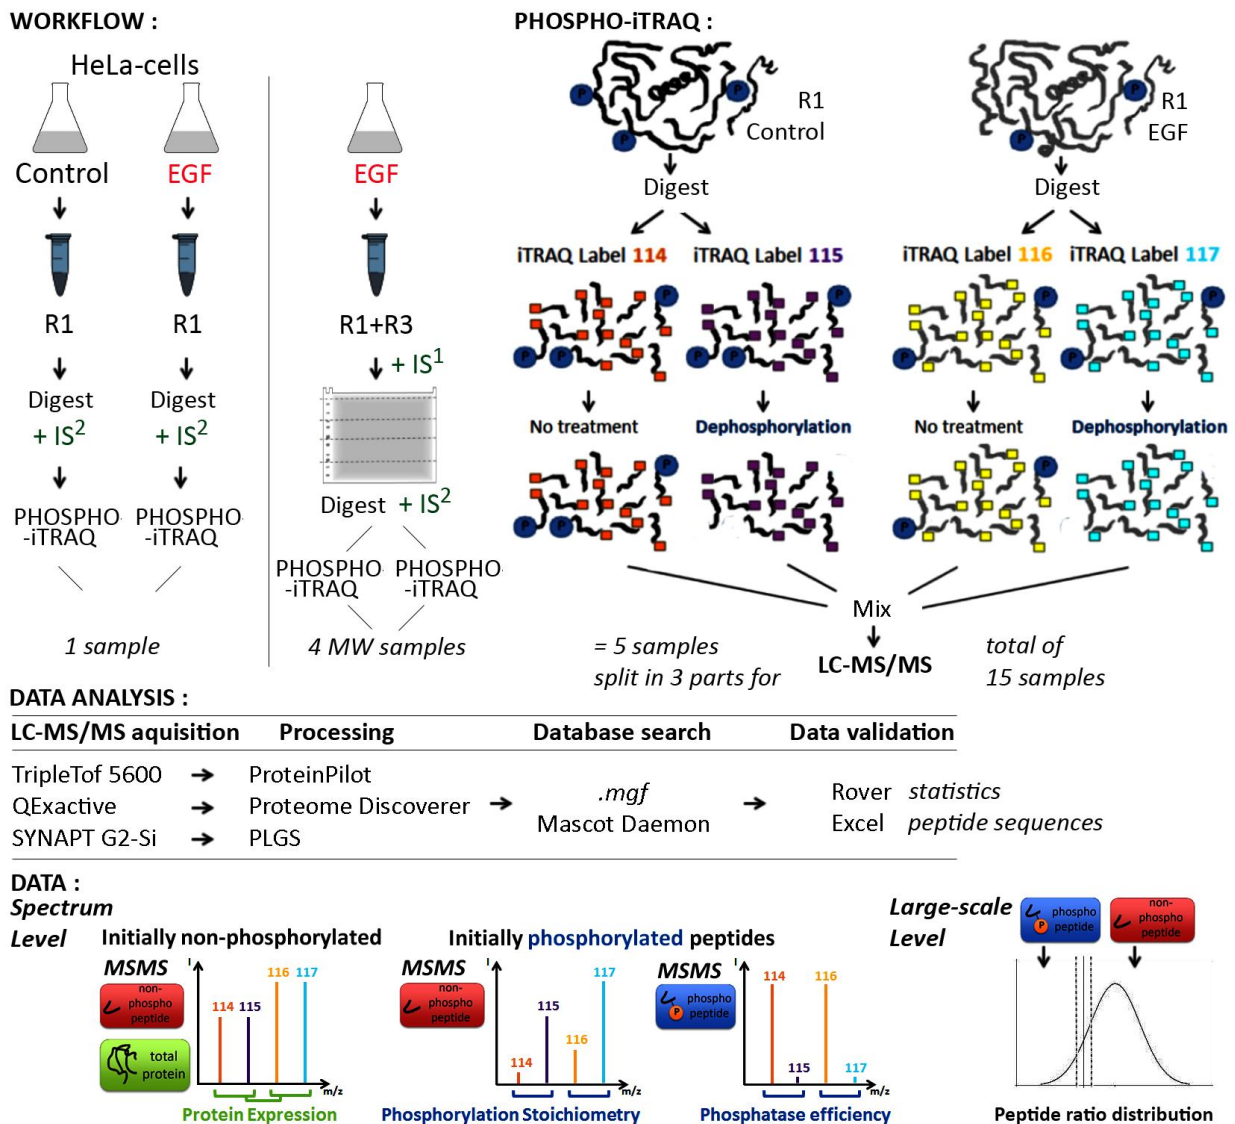 WORKFLOW :
HeLa-cells
Control
EGF
R1
R1
Digest
+ IS2
Digest
+ IS2
PHOSPHO
-iTRAQ
PHOSPHO
-iTRAQ
1 sample
EGF
R1+R3
+ IS1
Digest + IS2
PHOSPHO
-iTRAQ
PHOSPHO
-iTRAQ
4 MW samples
PHOSPHO-iTRAQ :
P
P
P
R1
Control
Digest
P
P
R1
EGF
Digest
iTRAQ Label 114
iTRAQ Label 115
iTRAQ Label 116
iTRAQ Label 117
P
P
P
P
P
P
P
P
P
P
No treatment
Dephosphorylation
No treatment
Dephosphorylation
P
P
P
P
P
Mix
LC-MS/MS
= 5 samples
split in 3 parts for
total of
15 samples
DATA ANALYSIS :
LC-MS/MS aquisition Processing Database search Data validation
TripleTof 5600 ProteinPilot
QExactive Proteome Discoverer
SYNAPT G2-Si PLGS
.mgf
Mascot Daemon
Rover statistics
Excel peptide sequences
DATA :
Spectrum
Level
Initially non-phosphorylated
MSMS
non-
phospho
peptide
total
protein
I
114
115
116
117
m/z
Protein Expression
Initially phosphorylated peptides
MSMS
non-
phospho
peptide
I
114
115
116
117
m/z
Phosphorylation Stoichiometry
MSMS
phospho
peptide
P
I
114
115
116
117
m/z
Phosphatase efficiency
Large-scale
Level
phospho
peptide
P
non-
phospho
peptide
Peptide ratio distribution